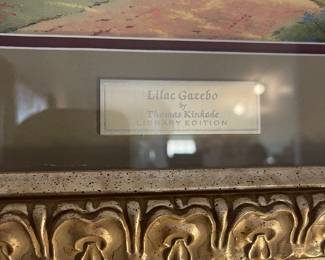 Lilac Gazebo
by
Thomas Kinkade
LIBRARY EDITION